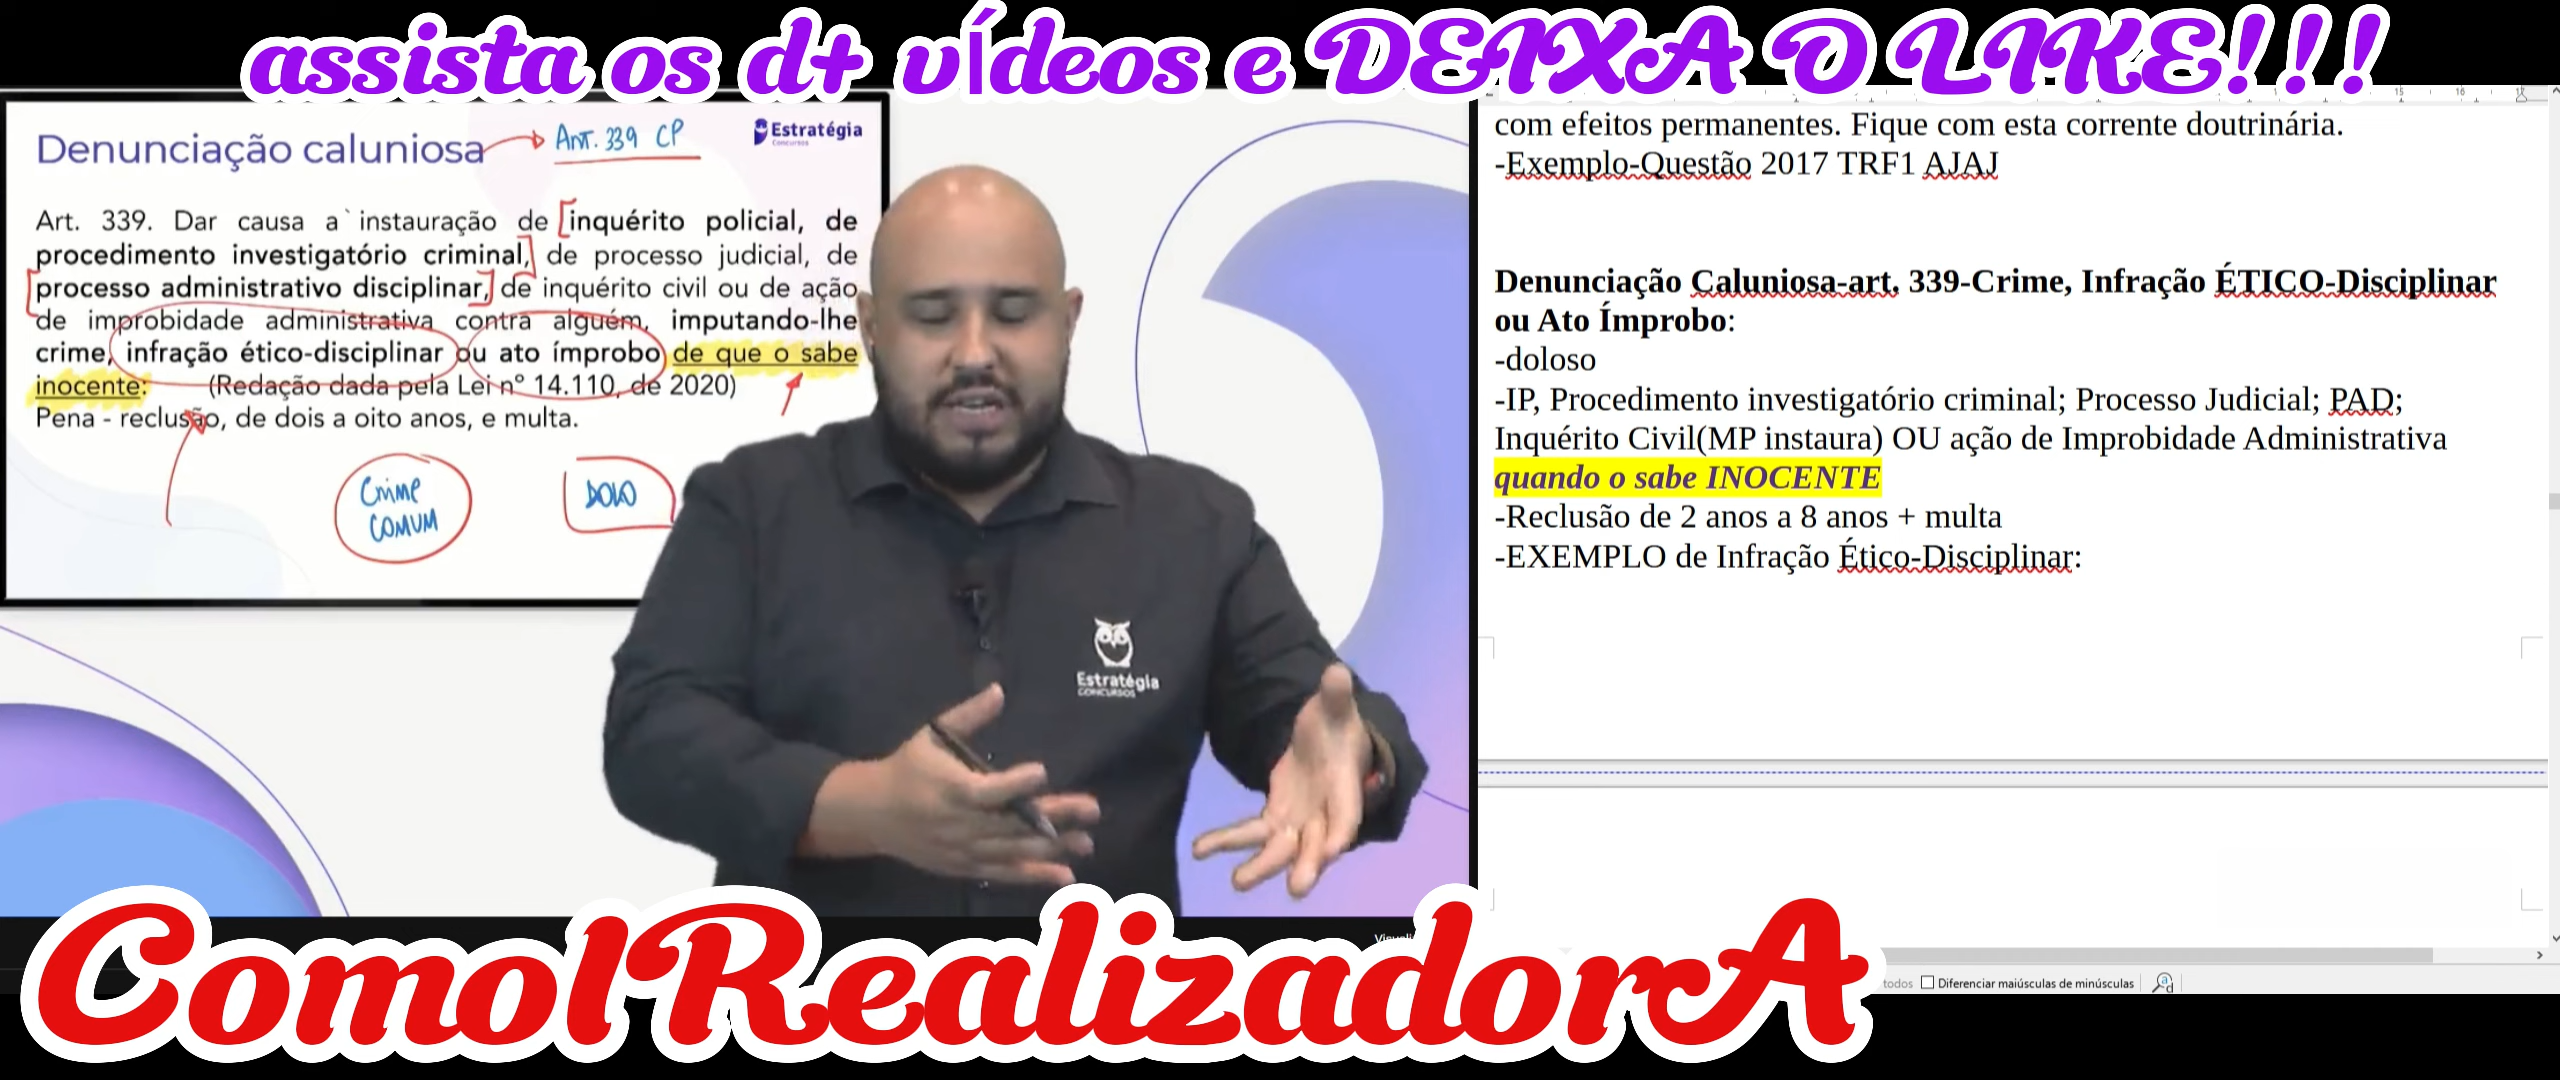 assista os d+ vÍdeos e DEIXA O LIKE!!!
Denunciação caluniosa
Art. 339 CP
Estratégia
Concursos
Art. 339. Dar causa a` instauração de inquérito policial, de
procedimento investigatório criminal, de processo judicial, de
processo administrativo disciplinar, de inquérito civil ou de ação
de improbidade administrativa contra alguém, imputando-lhe
crime, infração ético-disciplinar ou ato ímprobo de que o sabe
inocente: (Redação dada pela Lei nº 14.110, de 2020)
Pena - reclusão, de dois a oito anos, e multa.
Crime
COMUM
DOLO
Estratégia
CONCURSOS
15 16
com efeitos permanentes. Fique com esta corrente doutrinária.
-Exemplo-Questão 2017 TRF1 AJAJ
Denunciação Caluniosa-art. 339-Crime, Infração ÉTICO-Disciplinar
ou Ato Ímprobo:
-doloso
-IP, Procedimento investigatório criminal; Processo Judicial; PAD;
Inquérito Civil(MP instaura) OU ação de Improbidade Administrativa
quando o sabe INOCENTE
-Reclusão de 2 anos a 8 anos + multa
-EXEMPLO de Infração Ético-Disciplinar:
todos Diferenciar maiúsculas de minúsculas
ComolRealizadorA